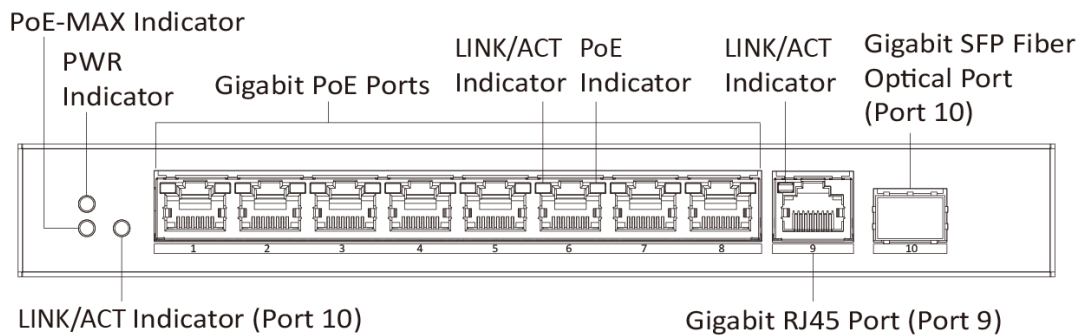 PoE-MAX Indicator
PWR
Indicator
Gigabit PoE Ports
LINK/ACT
Indicator
PoE
Indicator
LINK/ACT
Indicator
Gigabit SFP Fiber
Optical Port
(Port 10)
1 2 3 4 5 6 7 8 9 10
LINK/ACT Indicator (Port 10)
Gigabit RJ45 Port (Port 9)